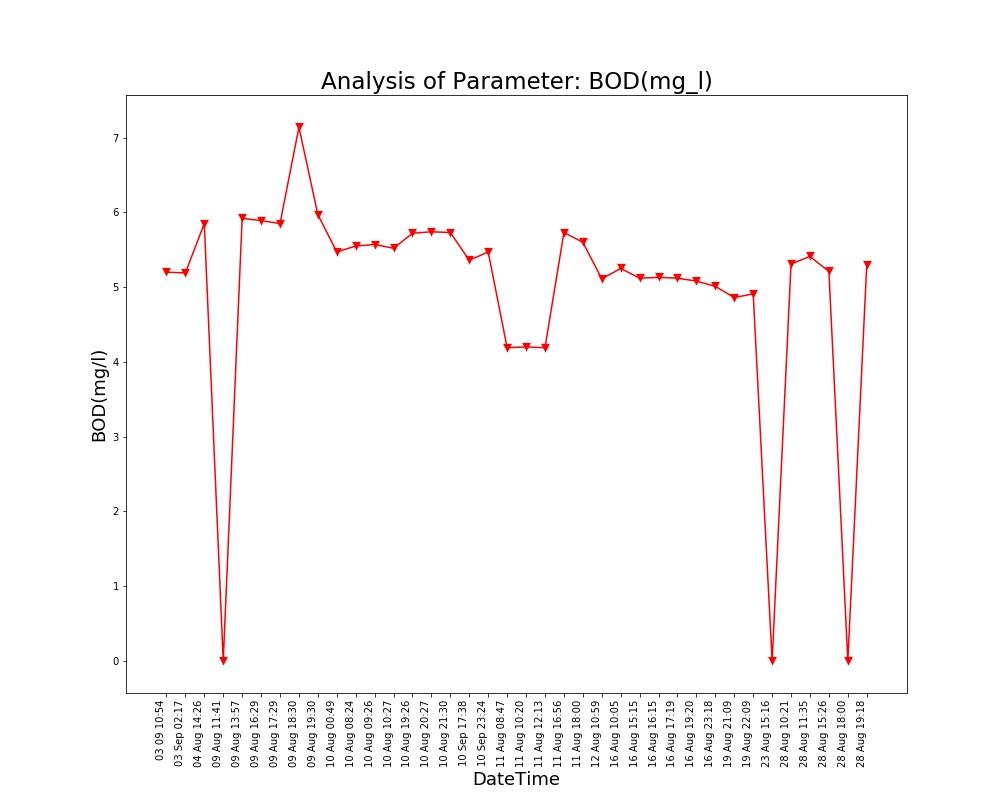 Analysis of Parameter: BOD(mg_l)
BOD(mg/l)
7
6
5
4
3
2
1
0
03 09 10:54
03 Sep 02:17
04 Aug 14:26
09 Aug 11:41
09 Aug 13:57
09 Aug 16:29
09 Aug 17:29
09 Aug 18:30
09 Aug 19:30
10 Aug 00:49
10 Aug 08:24
10 Aug 09:26
10 Aug 10:27
10 Aug 19:26
10 Aug 20:27
10 Aug 21:30
10 Sep 17:38
10 Sep 23:24
11 Aug 08:47
11 Aug 10:20
11 Aug 12:13
11 Aug 16:56
11 Aug 18:00
12 Aug 10:59
16 Aug 10:05
16 Aug 15:15
16 Aug 16:15
16 Aug 17:19
16 Aug 19:20
16 Aug 23:18
19 Aug 21:09
19 Aug 22:09
23 Aug 15:16
28 Aug 10:21
28 Aug 11:35
28 Aug 15:26
28 Aug 18:00
28 Aug 19:18
DateTime